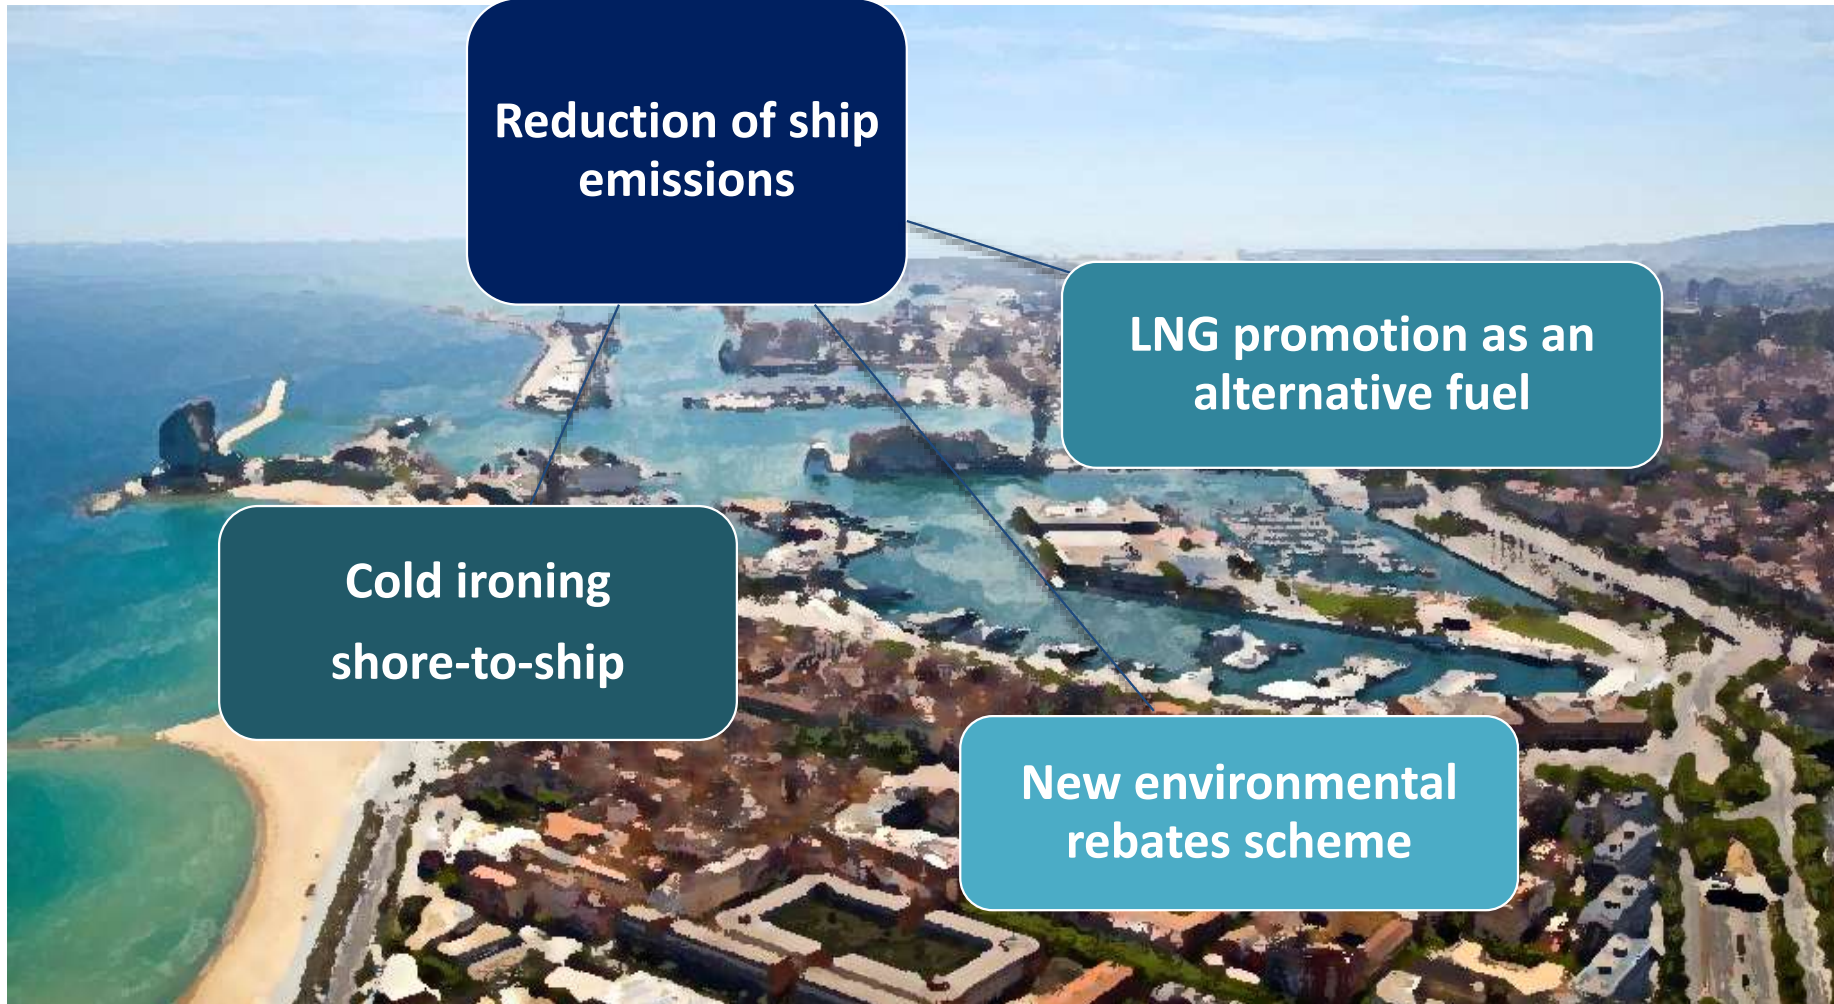 Reduction of ship
emissions
LNG promotion as an
alternative fuel
Cold ironing
shore-to-ship
New environmental
rebates scheme